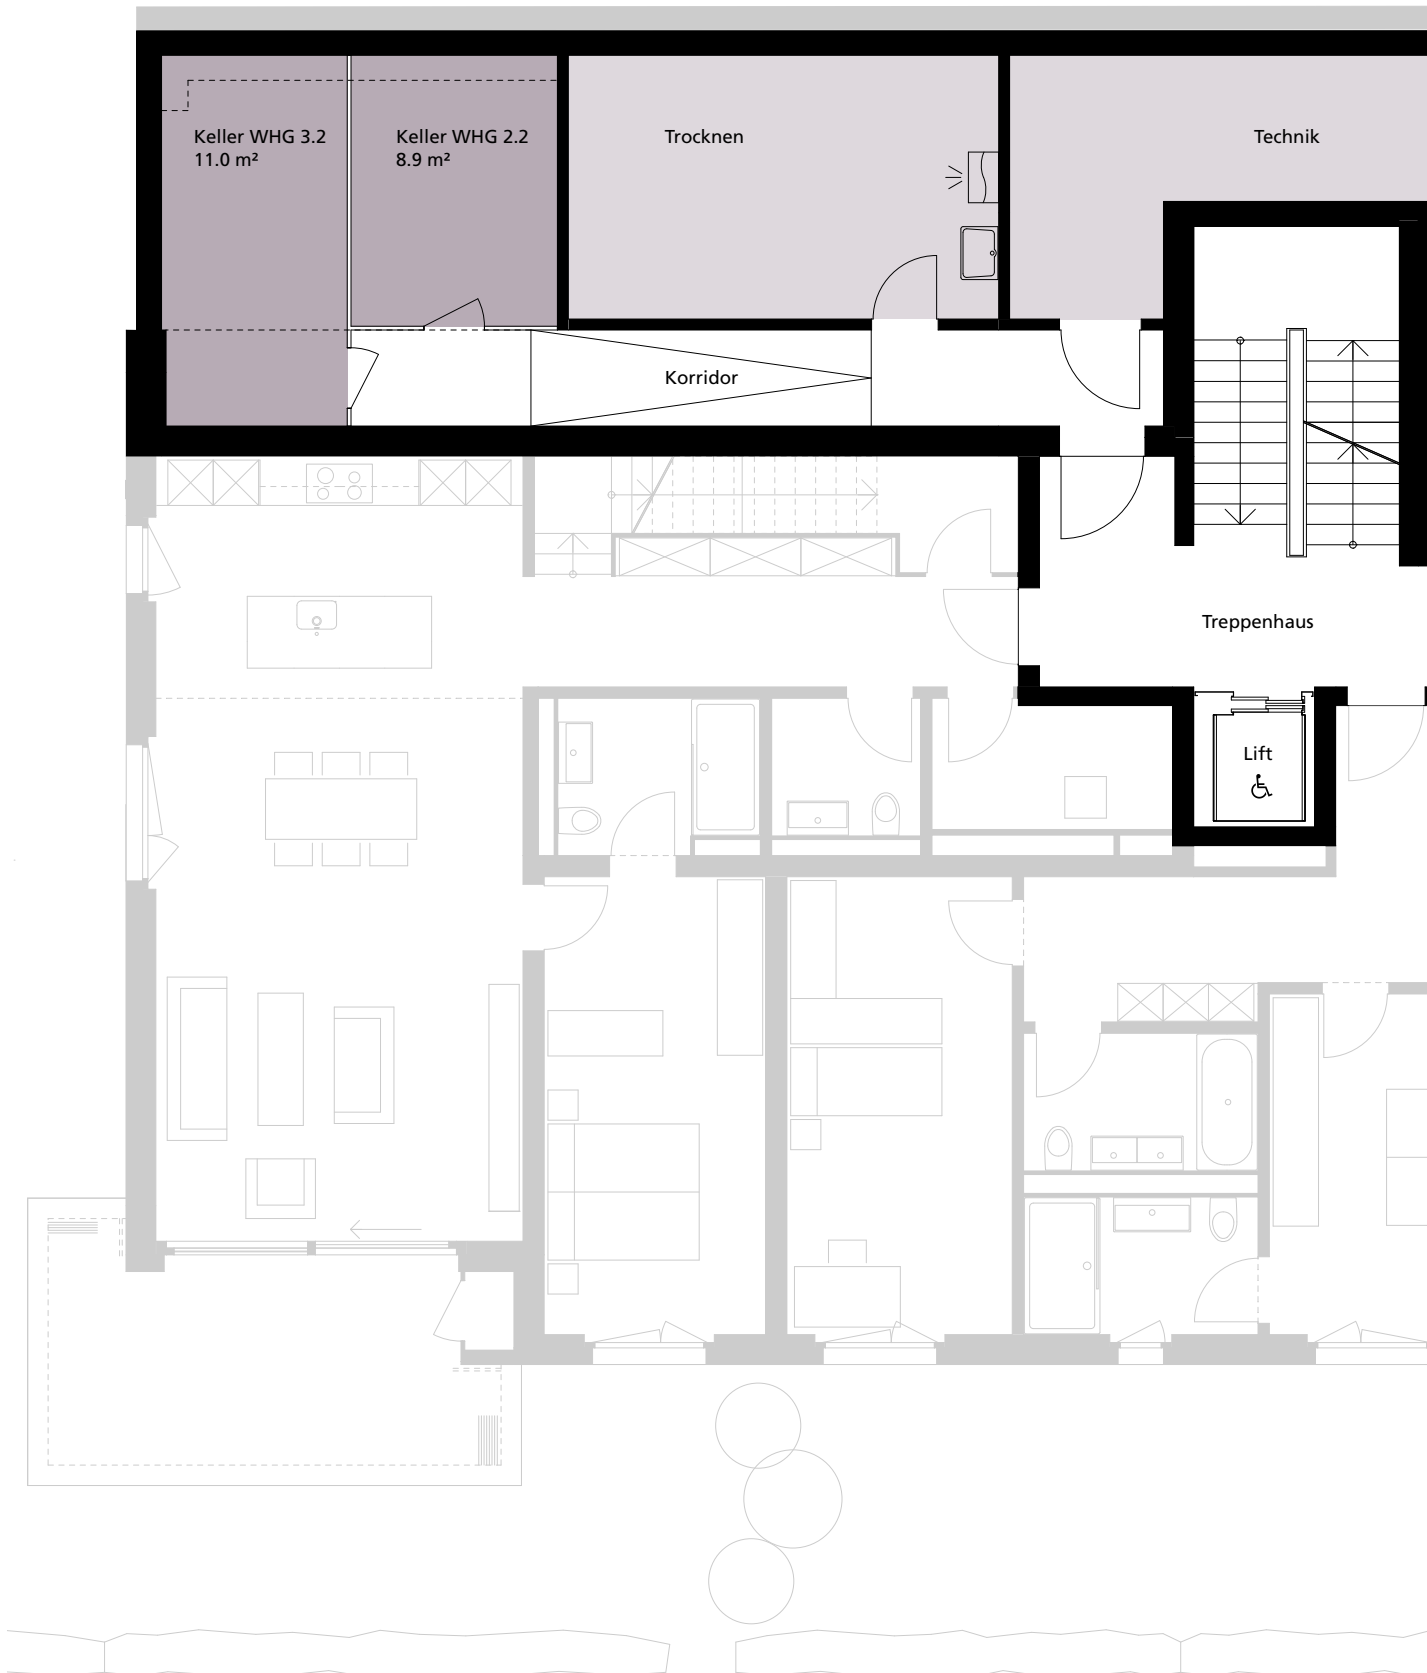 Keller WHG 3.2
11.0 m²
Keller WHG 2.2
8.9 m²
Trocknen
Technik
Korridor
Treppenhaus
Lift